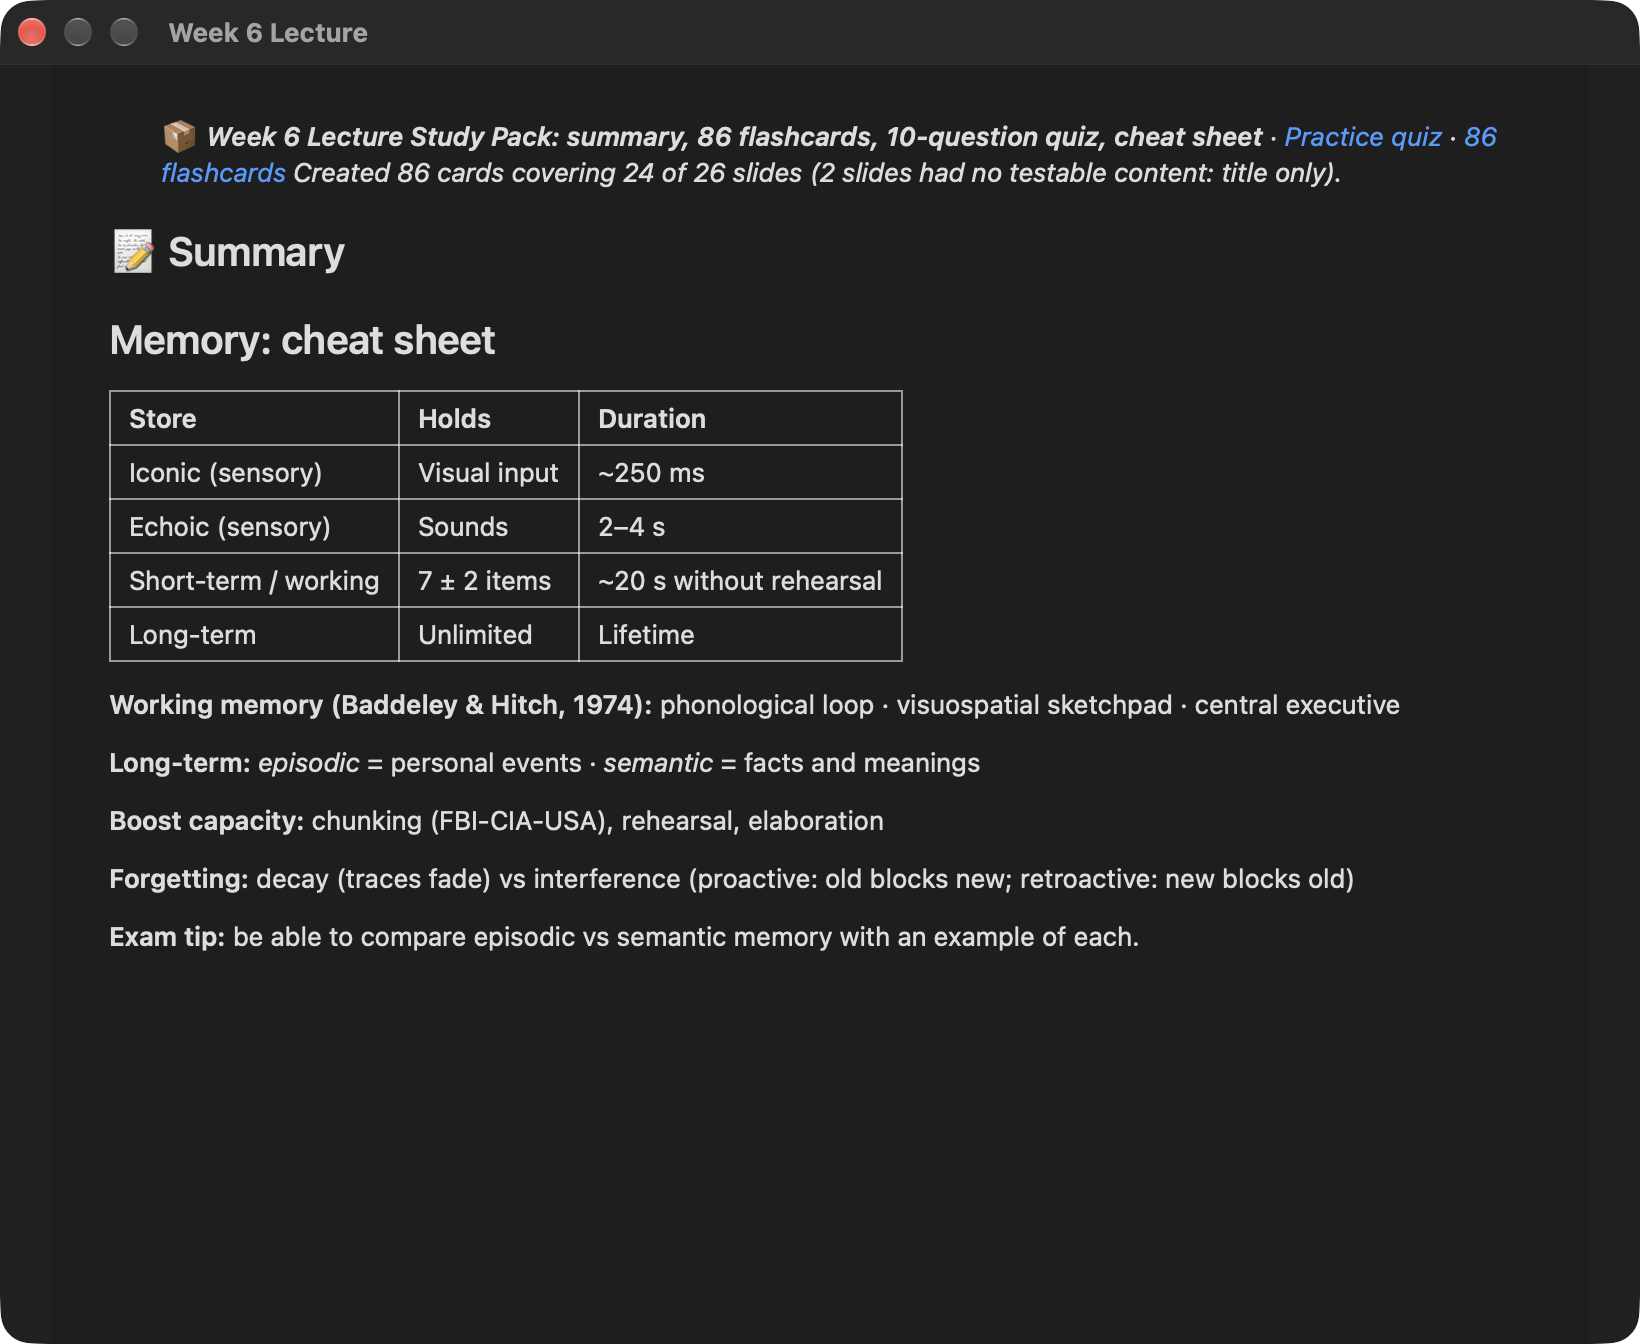 Week 6 Lecture
📦 Week 6 Lecture Study Pack: summary, 86 flashcards, 10-question quiz, cheat sheet · Practice quiz · 86
flashcards Created 86 cards covering 24 of 26 slides (2 slides had no testable content: title only).
📝 Summary
Memory: cheat sheet
Store Holds Duration
Iconic (sensory) Visual input ~250 ms
Echoic (sensory) Sounds 2–4 s
Short-term / working 7 ± 2 items ~20 s without rehearsal
Long-term Unlimited Lifetime
Working memory (Baddeley & Hitch, 1974): phonological loop · visuospatial sketchpad · central executive
Long-term: episodic = personal events · semantic = facts and meanings
Boost capacity: chunking (FBI-CIA-USA), rehearsal, elaboration
Forgetting: decay (traces fade) vs interference (proactive: old blocks new; retroactive: new blocks old)
Exam tip: be able to compare episodic vs semantic memory with an example of each.